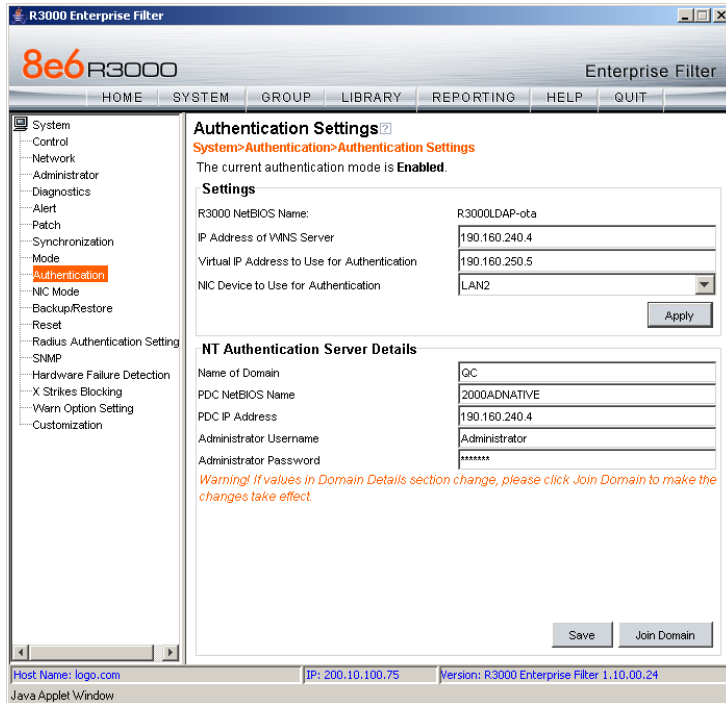 R3000 Enterprise Filter
8e6 R3000
Enterprise Filter
HOME SYSTEM GROUP LIBRARY REPORTING HELP QUIT
System
Control
Network
Administrator
Diagnostics
Alert
Patch
Synchronization
Mode
Authentication
NIC Mode
Backup/Restore
Reset
Radius Authentication Setting
SNMP
Hardware Failure Detection
X Strikes Blocking
Warn Option Setting
Customization
Authentication Settings ?
System>Authentication>Authentication Settings
The current authentication mode is Enabled.
Settings
R3000 NetBIOS Name: R3000LDAP-ota
IP Address of WINS Server 190.160.240.4
Virtual IP Address to Use for Authentication 190.160.250.5
NIC Device to Use for Authentication LAN2
Apply
NT Authentication Server Details
Name of Domain QC
PDC NetBIOS Name 2000ADNATIVE
PDC IP Address 190.160.240.4
Administrator Username Administrator
Administrator Password *******
Warning! If values in Domain Details section change, please click Join Domain to make the
changes take effect.
Save Join Domain
Host Name: logo.com IP: 200.10.100.75 Version: R3000 Enterprise Filter 1.10.00.24
Java Applet Window